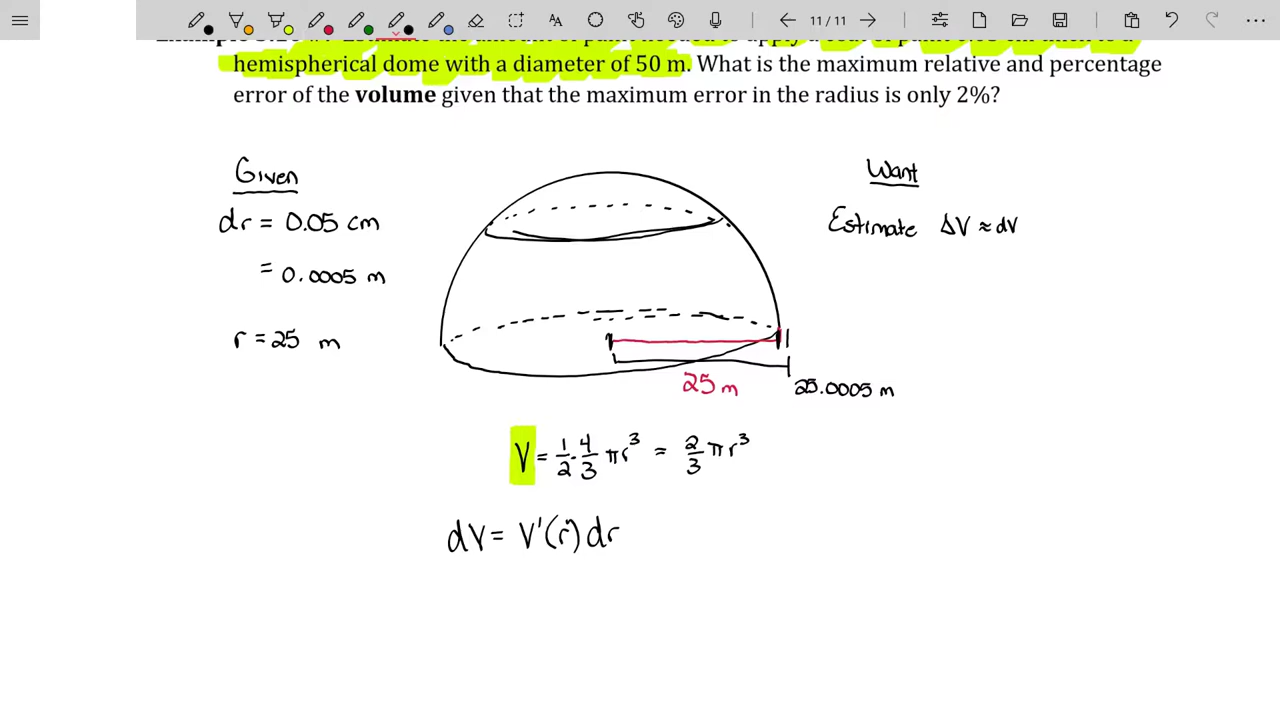 11 / 11
hemispherical dome with a diameter of 50 m. What is the maximum relative and percentage
error of the volume given that the maximum error in the radius is only 2%?
Given
dr = 0.05 cm
= 0.0005 m
r = 25 m
Want
Estimate ΔV ≈ dV
25 m
25.0005 m
V = 1/2 · 4/3 πr³ = 2/3 πr³
dV = V'(r) dr